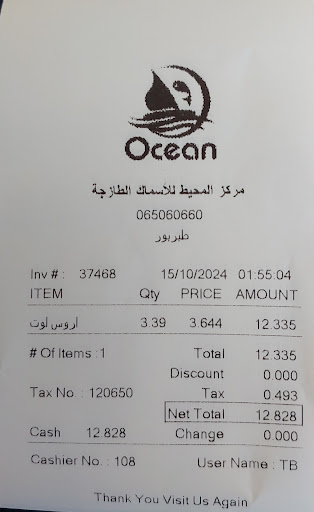 Ocean
مركز المحيط للأسماك الطازجة
065060660
طبربور
Inv # : 37468 15/10/2024 01:55:04
ITEM Qty PRICE AMOUNT
اروس لوت 3.39 3.644 12.335
# Of Items :1 Total 12.335
Discount 0.000
Tax No. : 120650 Tax 0.493
Net Total 12.828
Cash 12.828 Change 0.000
Cashier No. : 108 User Name : TB
Thank You Visit Us Again